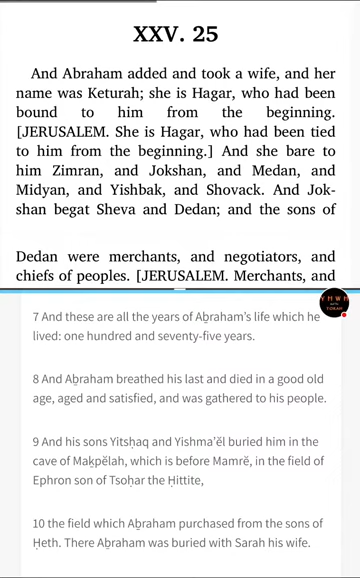 XXV. 25
And Abraham added and took a wife, and her
name was Keturah; she is Hagar, who had been
bound to him from the beginning.
[JERUSALEM. She is Hagar, who had been tied
to him from the beginning.] And she bare to
him Zimran, and Jokshan, and Medan, and
Midyan, and Yishbak, and Shovack. And Jok-
shan begat Sheva and Dedan; and the sons of
Dedan were merchants, and negotiators, and
chiefs of peoples. [JERUSALEM. Merchants, and
7 And these are all the years of Aḇraham's life which he
lived: one hundred and seventy-five years.
8 And Aḇraham breathed his last and died in a good old
age, aged and satisfied, and was gathered to his people.
9 And his sons Yitsḥaq and Yishma'ĕl buried him in the
cave of Maḵpĕlah, which is before Mamrĕ, in the field of
Ephron son of Tsoḥar the Ḥittite,
10 the field which Aḇraham purchased from the sons of
Ḥeth. There Aḇraham was buried with Sarah his wife.